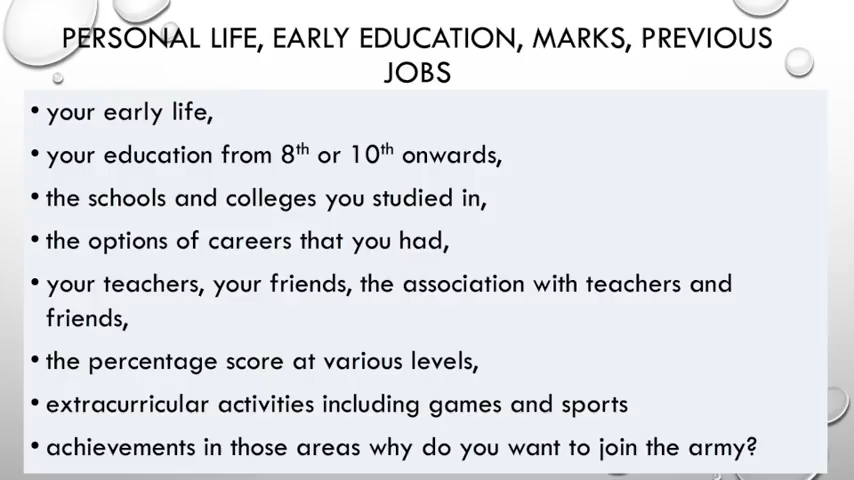 PERSONAL LIFE, EARLY EDUCATION, MARKS, PREVIOUS
JOBS
• your early life,
• your education from 8th or 10th onwards,
• the schools and colleges you studied in,
• the options of careers that you had,
• your teachers, your friends, the association with teachers and
friends,
• the percentage score at various levels,
• extracurricular activities including games and sports
• achievements in those areas why do you want to join the army?